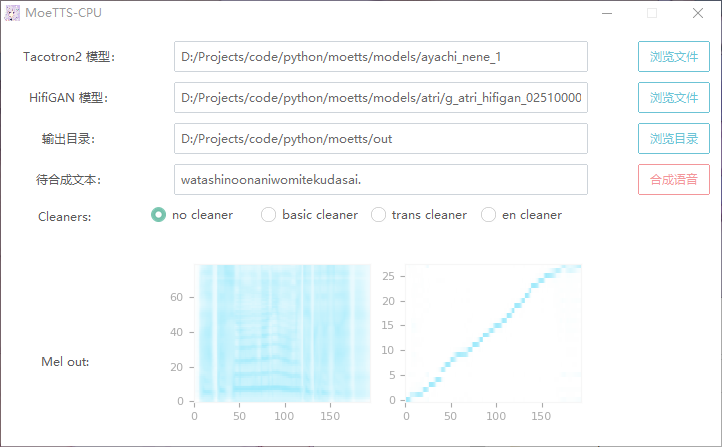 MoeTTS-CPU
Tacotron2 模型: D:/Projects/code/python/moetts/models/ayachi_nene_1 浏览文件
HifiGAN 模型: D:/Projects/code/python/moetts/models/atri/g_atri_hifigan_02510000 浏览文件
输出目录: D:/Projects/code/python/moetts/out 浏览目录
待合成文本: watashinoonaniwomitekudasai. 合成语音
Cleaners: no cleaner basic cleaner trans cleaner en cleaner
Mel out:
60
40
20
0
0 50 100 150
25
20
15
10
5
0
0 50 100 150